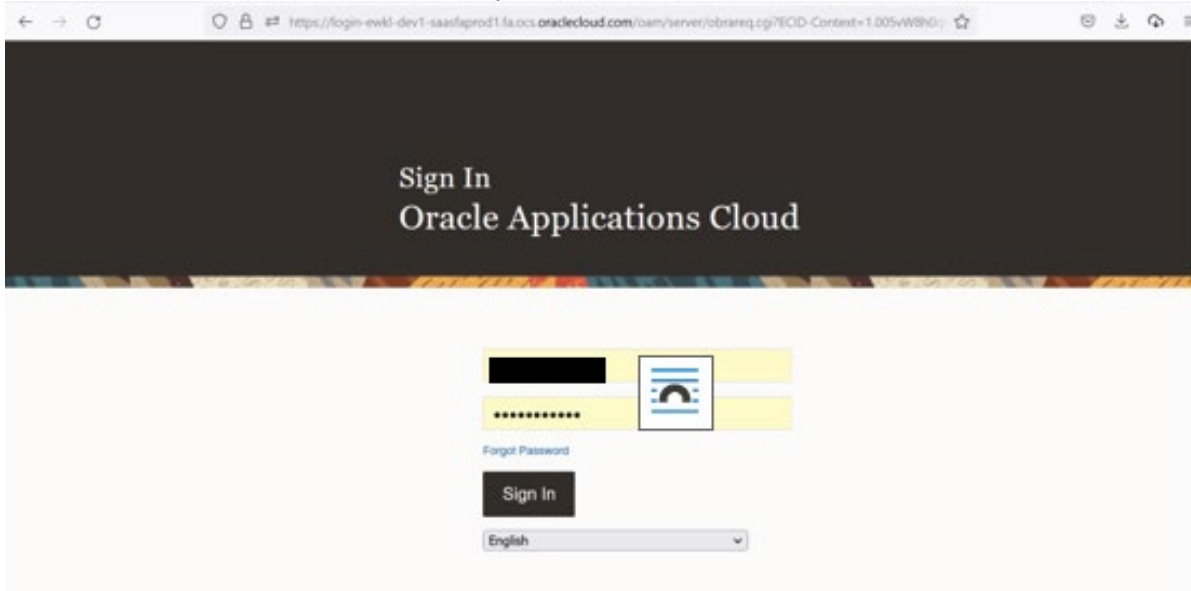 https://login-ewkl-dev1-saasfaprod1.fa.ocs.oraclecloud.com/oam/server/obrareq.cgi?ECID-Context=1.005vW8h0
Sign In
Oracle Applications Cloud
Forgot Password
Sign In
English